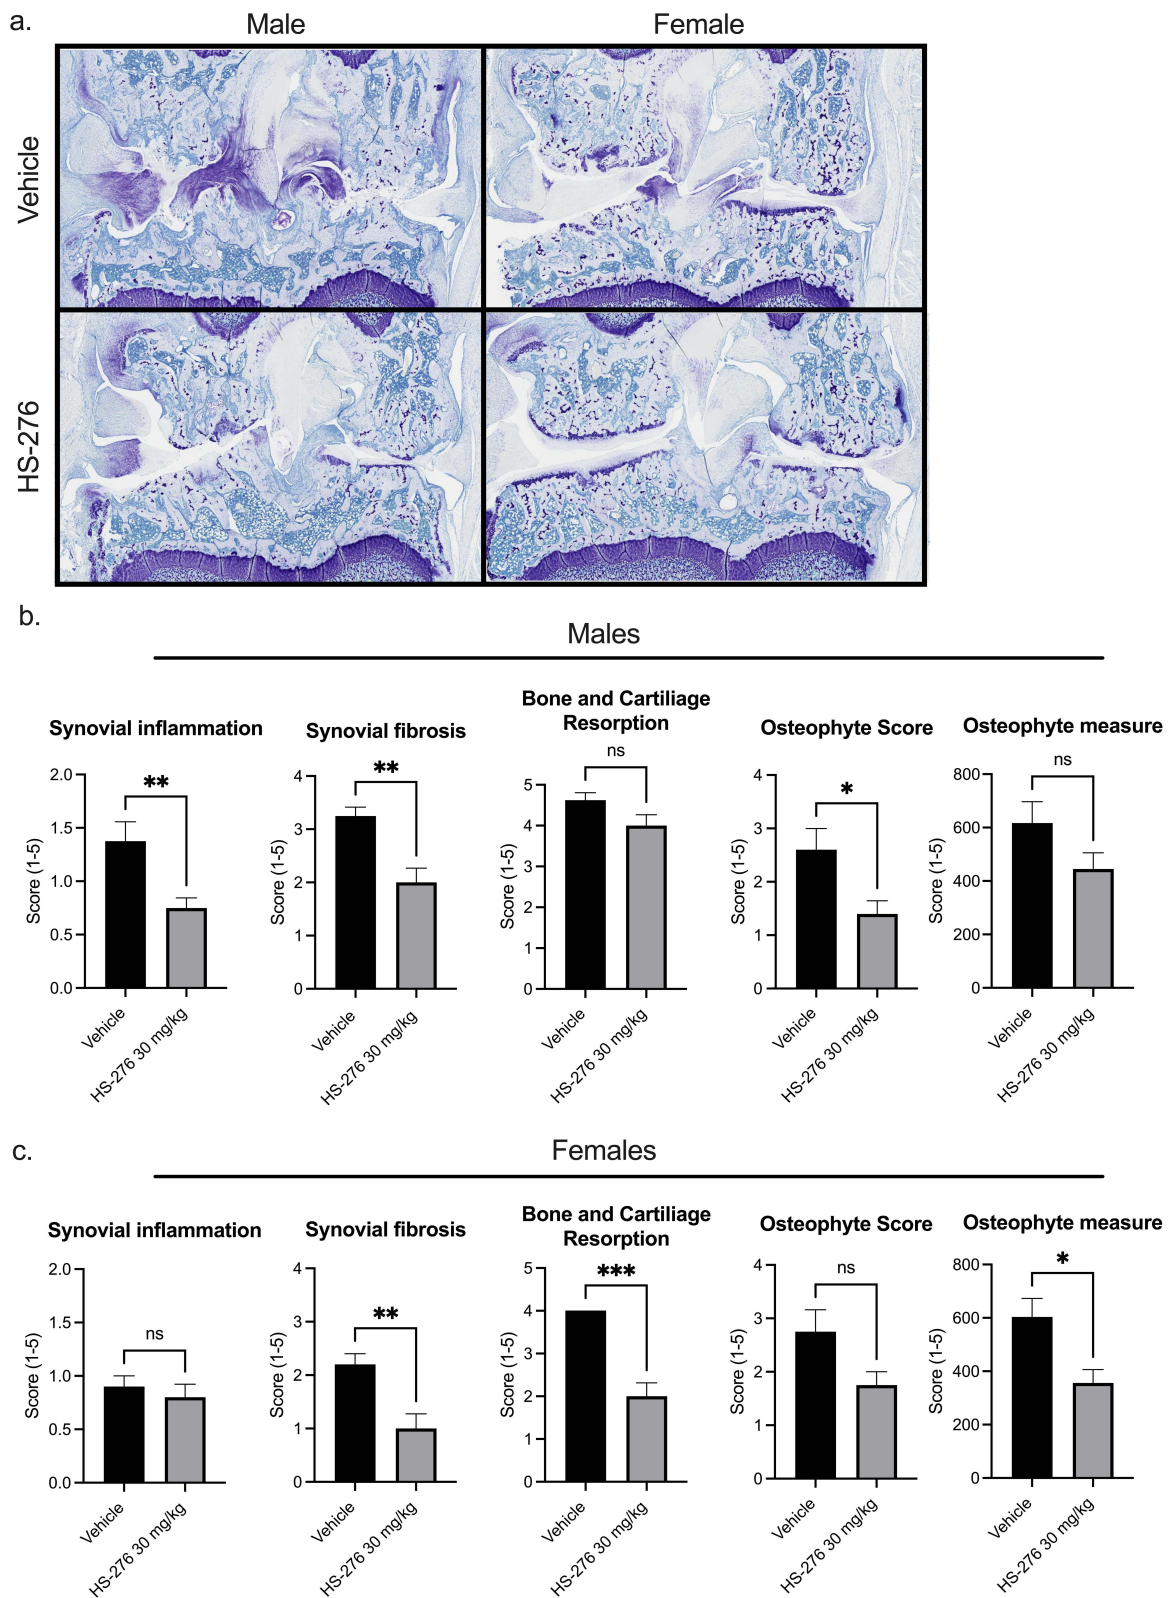 a.
Male
Female
Vehicle
HS-276
b.
Males
Synovial inflammation
Score (1-5)
2.0
1.5
1.0
0.5
0.0
**
Vehicle
HS-276 30 mg/kg
Synovial fibrosis
Score (1-5)
4
3
2
1
0
**
Vehicle
HS-276 30 mg/kg
Bone and Cartiliage
Resorption
Score (1-5)
5
4
3
2
1
0
ns
Vehicle
HS-276 30 mg/kg
Osteophyte Score
Score (1-5)
4
3
2
1
0
*
Vehicle
HS-276 30 mg/kg
Osteophyte measure
Score (1-5)
800
600
400
200
0
ns
Vehicle
HS-276 30 mg/kg
c.
Females
Synovial inflammation
Score (1-5)
2.0
1.5
1.0
0.5
0.0
ns
Vehicle
HS-276 30 mg/kg
Synovial fibrosis
Score (1-5)
4
3
2
1
0
**
Vehicle
HS-276 30 mg/kg
Bone and Cartiliage
Resorption
Score (1-5)
5
4
3
2
1
0
***
Vehicle
HS-276 30 mg/kg
Osteophyte Score
Score (1-5)
4
3
2
1
0
ns
Vehicle
HS-276 30 mg/kg
Osteophyte measure
Score (1-5)
800
600
400
200
0
*
Vehicle
HS-276 30 mg/kg